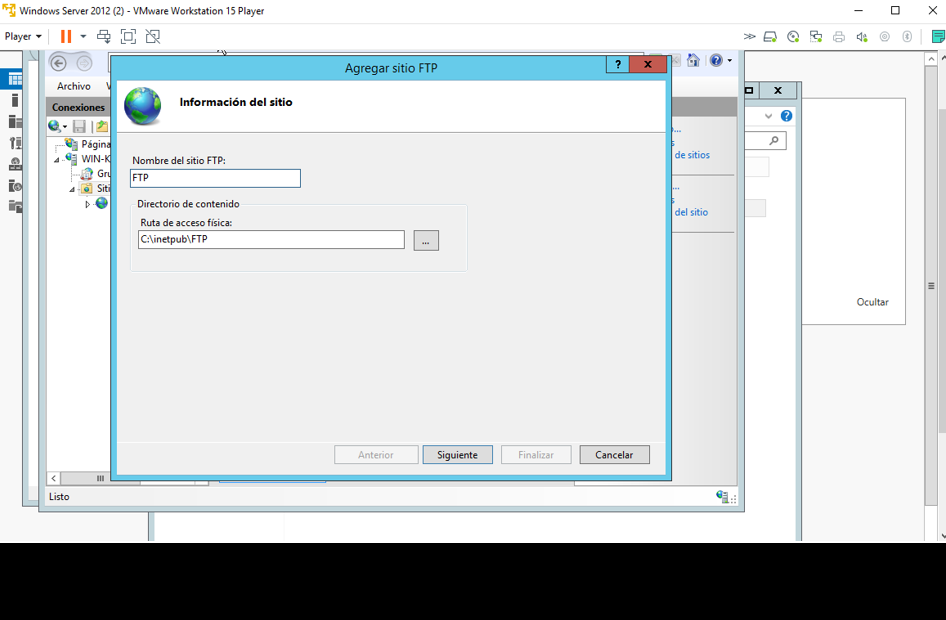 Windows Server 2012 (2) - VMware Workstation 15 Player
Player
Archivo
Agregar sitio FTP
?
Conexiones
Información del sitio
Página
WIN-K
Gru
Siti
Nombre del sitio FTP:
FTP
Directorio de contenido
Ruta de acceso física:
C:\inetpub\FTP
...
de sitios
del sitio
Ocultar
Anterior
Siguiente
Finalizar
Cancelar
Listo